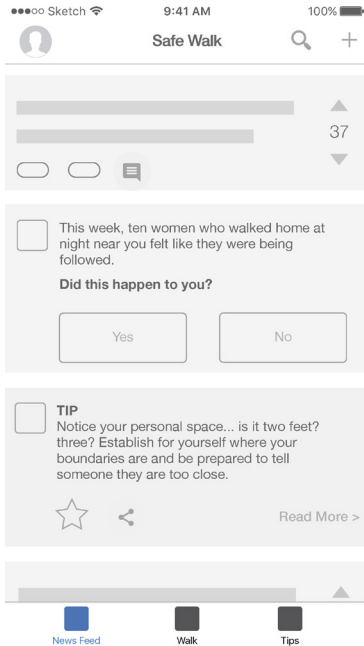 Sketch 9:41 AM 100%
Safe Walk
37
This week, ten women who walked home at
night near you felt like they were being
followed.
Did this happen to you?
Yes No
TIP
Notice your personal space... is it two feet?
three? Establish for yourself where your
boundaries are and be prepared to tell
someone they are too close.
Read More >
News Feed Walk Tips